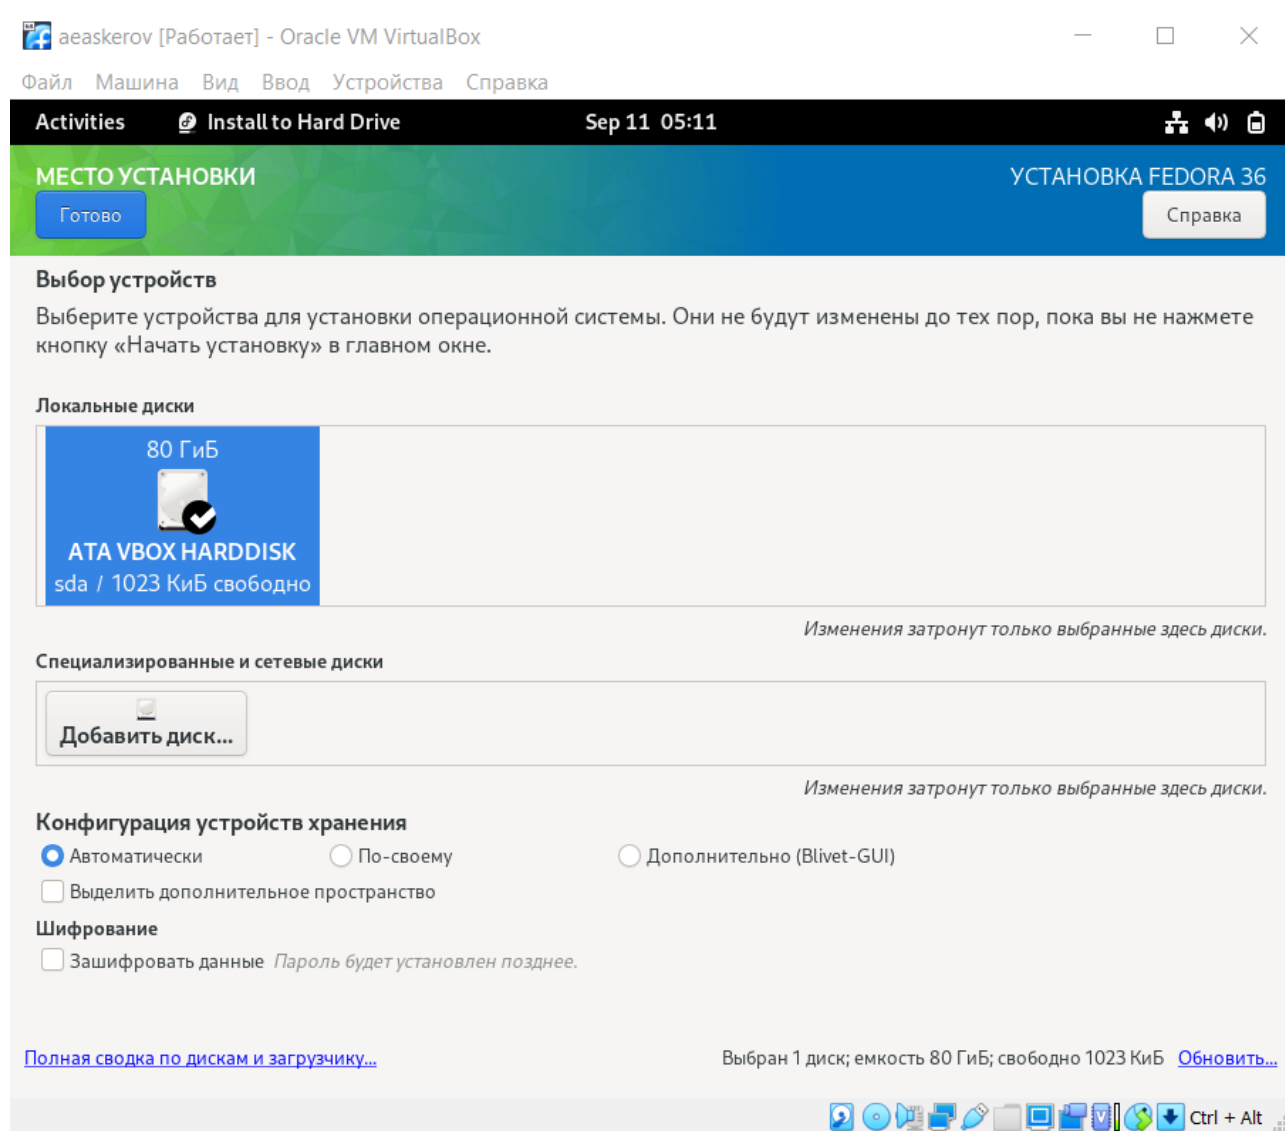 aeaskerov [Работает] - Oracle VM VirtualBox
Файл Машина Вид Ввод Устройства Справка
Activities Install to Hard Drive Sep 11 05:11
МЕСТО УСТАНОВКИ УСТАНОВКА FEDORA 36
Готово Справка
Выбор устройств
Выберите устройства для установки операционной системы. Они не будут изменены до тех пор, пока вы не нажмете
кнопку «Начать установку» в главном окне.
Локальные диски
80 ГиБ
ATA VBOX HARDDISK
sda / 1023 КиБ свободно
Изменения затронут только выбранные здесь диски.
Специализированные и сетевые диски
Добавить диск...
Изменения затронут только выбранные здесь диски.
Конфигурация устройств хранения
Автоматически По-своему Дополнительно (Blivet-GUI)
Выделить дополнительное пространство
Шифрование
Зашифровать данные Пароль будет установлен позднее.
Полная сводка по дискам и загрузчику... Выбран 1 диск; емкость 80 ГиБ; свободно 1023 КиБ Обновить...
Ctrl + Alt